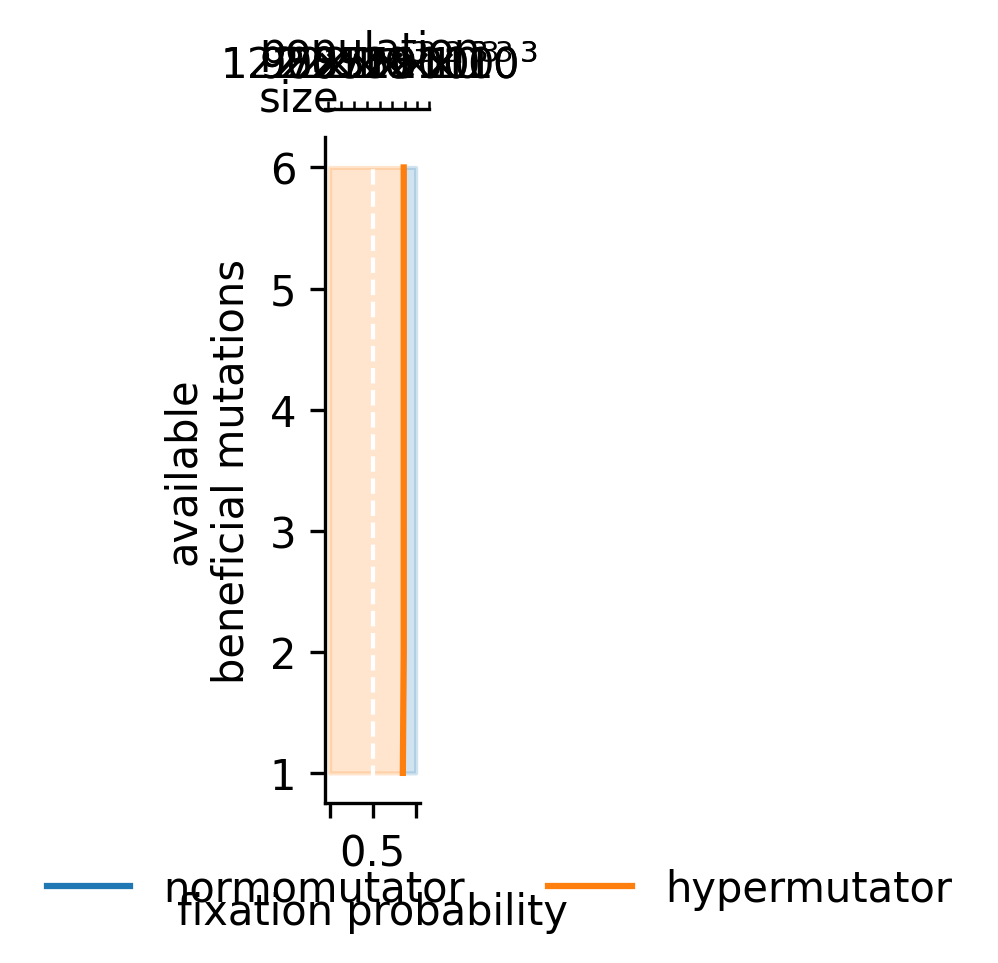 population
size
6
5
4
3
2
1
available
beneficial mutations
0.5
normomutator
hypermutator
fixation probability